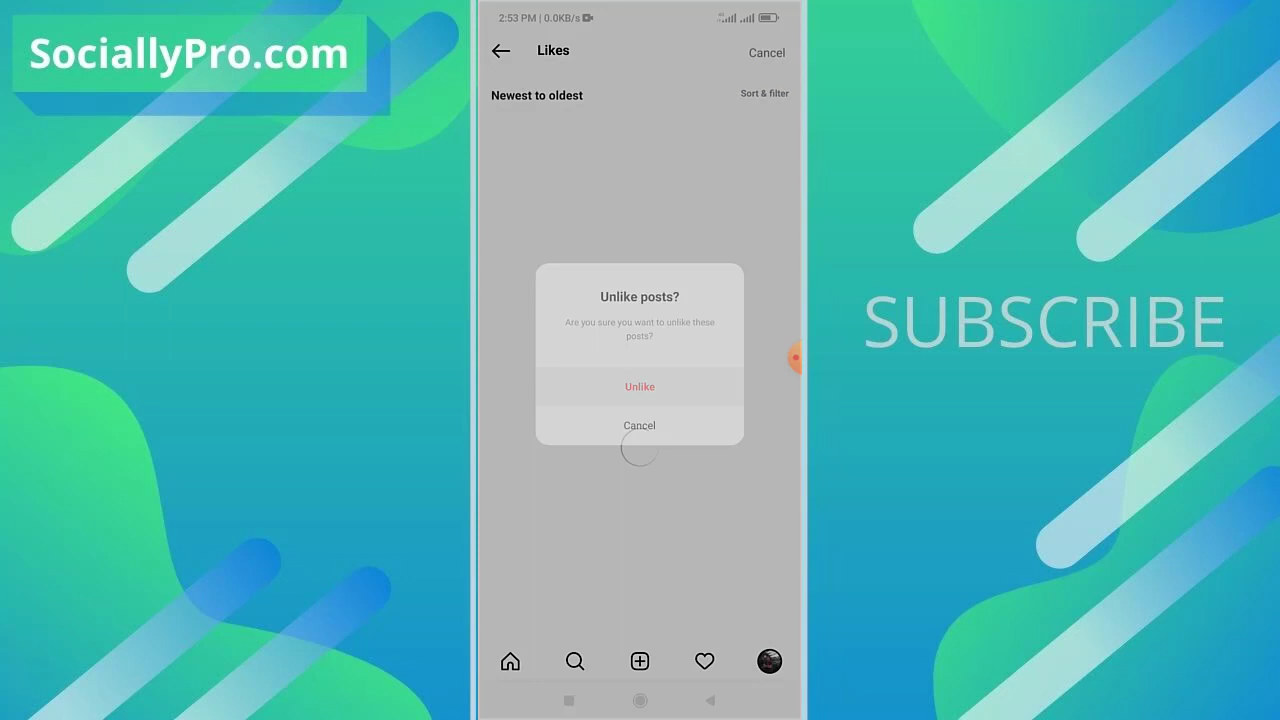 SociallyPro.com
2:53 PM | 0.0KB/s
Likes
Cancel
Newest to oldest
Sort & filter
Unlike posts?
Are you sure you want to unlike these
posts?
Unlike
Cancel
SUBSCRIBE